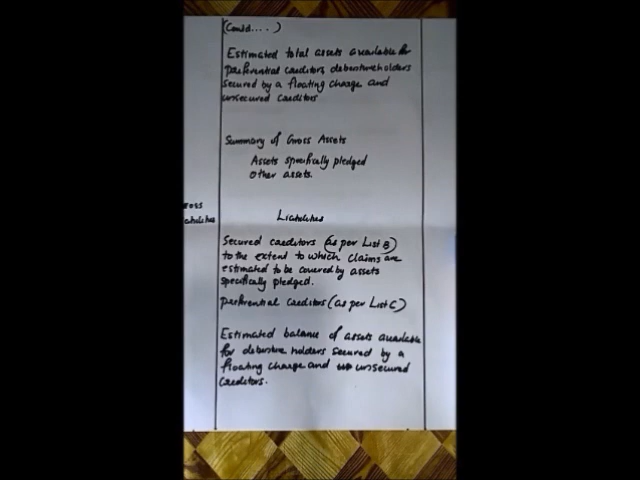 (Contd....)
Estimated total assets available for
preferential creditors, debentureholders
secured by a floating charge and
unsecured creditors
Summary of Gross Assets
Assets specifically pledged
Other assets.
Liabilities
Secured creditors (as per List B)
to the extent to which claims are
estimated to be covered by assets
specifically pledged.
preferential creditors (as per List C)
Estimated balance of assets available
for debenture holders secured by a
floating charge and unsecured
creditors.